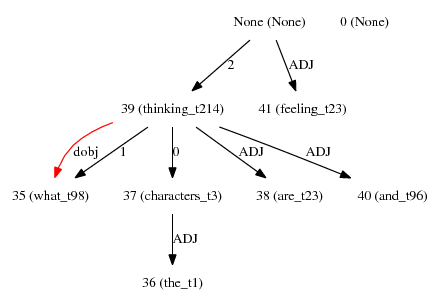 None (None) 0 (None)
2 ADJ
39 (thinking_t214) 41 (feeling_t23)
dobj 1 0 ADJ ADJ
35 (what_t98) 37 (characters_t3) 38 (are_t23) 40 (and_t96)
ADJ
36 (the_t1)